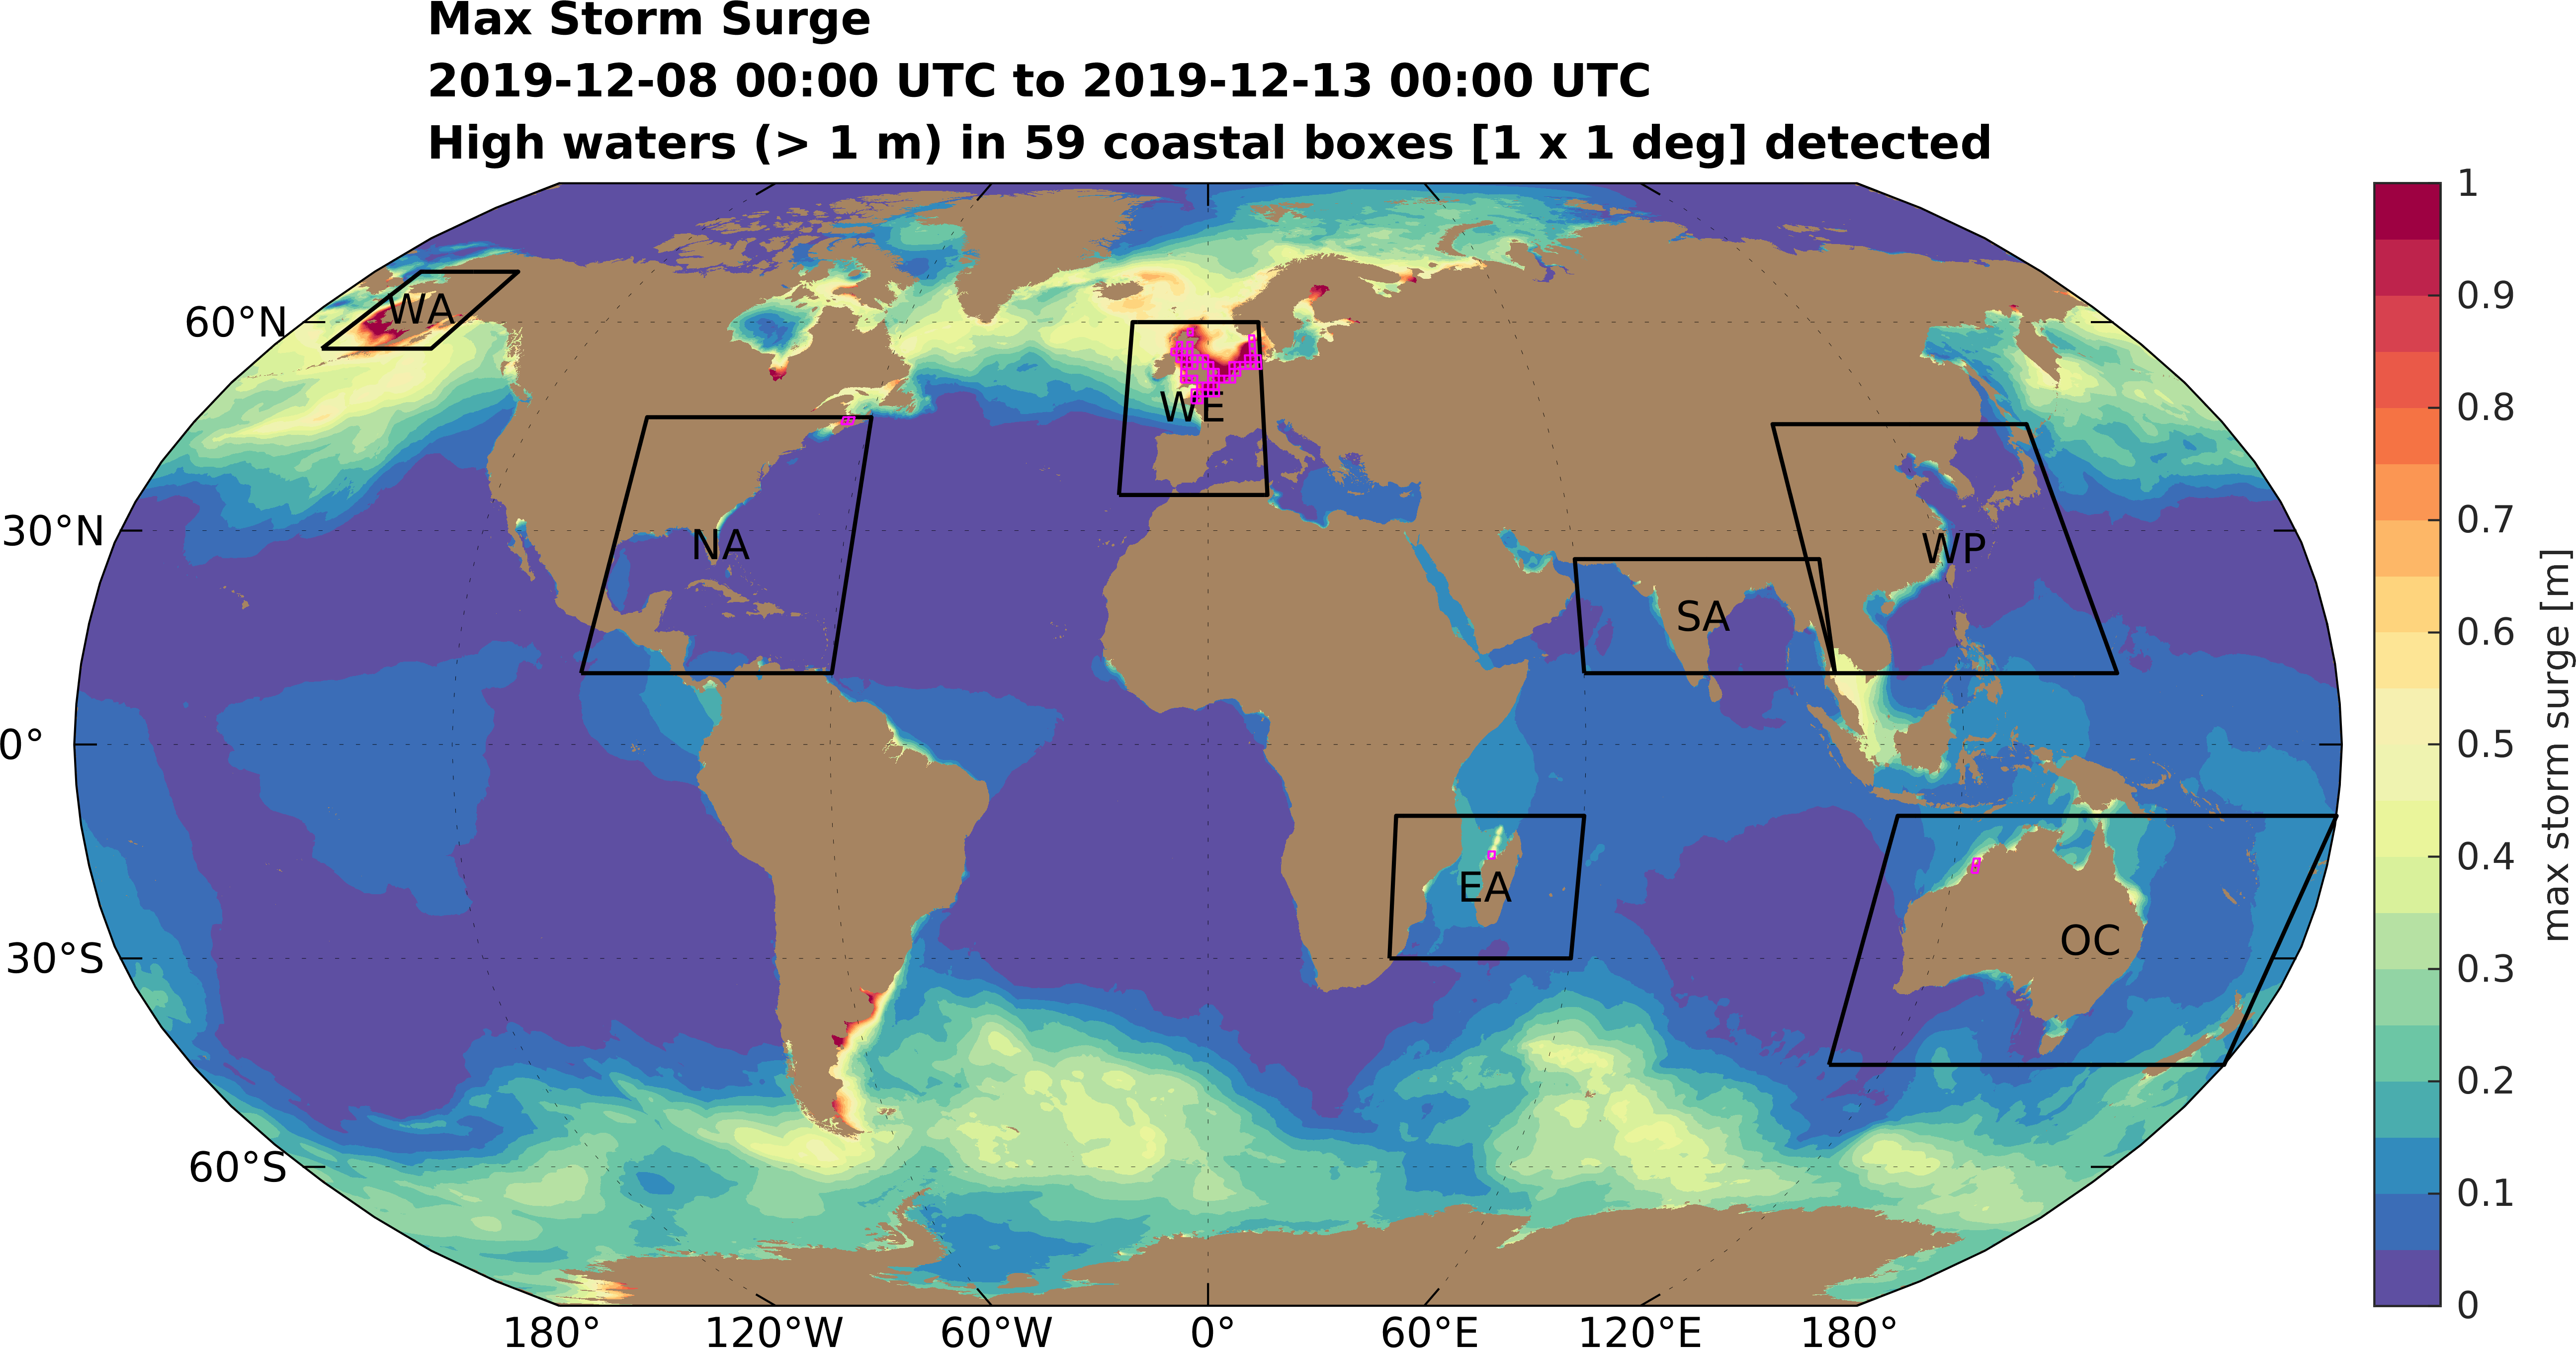 Max Storm Surge
2019-12-08 00:00 UTC to 2019-12-13 00:00 UTC
High waters (> 1 m) in 59 coastal boxes [1 x 1 deg] detected
60°N
30°N
0°
30°S
60°S
WA
NA
WE
SA
WP
EA
OC
180°
120°W
60°W
0°
60°E
120°E
180°
1
0.9
0.8
0.7
0.6
0.5
0.4
0.3
0.2
0.1
0
max storm surge [m]